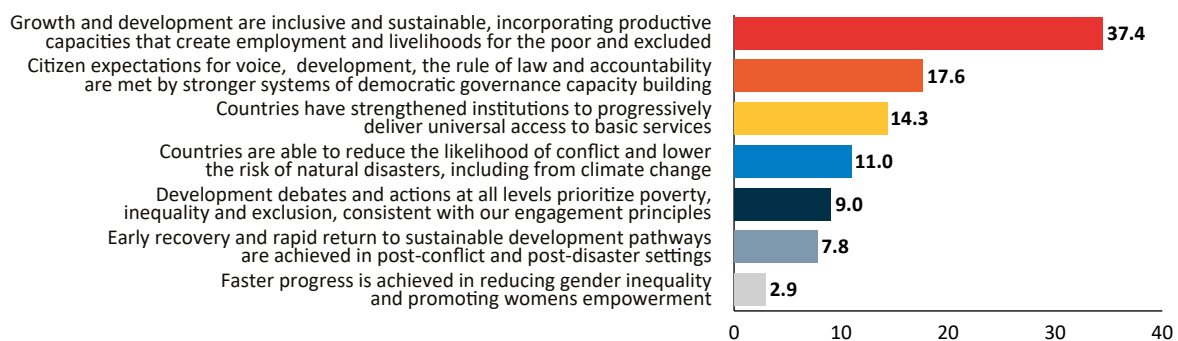 Growth and development are inclusive and sustainable, incorporating productive
capacities that create employment and livelihoods for the poor and excluded
37.4
Citizen expectations for voice, development, the rule of law and accountability
are met by stronger systems of democratic governance capacity building
17.6
Countries have strengthened institutions to progressively
deliver universal access to basic services
14.3
Countries are able to reduce the likelihood of conflict and lower
the risk of natural disasters, including from climate change
11.0
Development debates and actions at all levels prioritize poverty,
inequality and exclusion, consistent with our engagement principles
9.0
Early recovery and rapid return to sustainable development pathways
are achieved in post-conflict and post-disaster settings
7.8
Faster progress is achieved in reducing gender inequality
and promoting womens empowerment
2.9
0 10 20 30 40